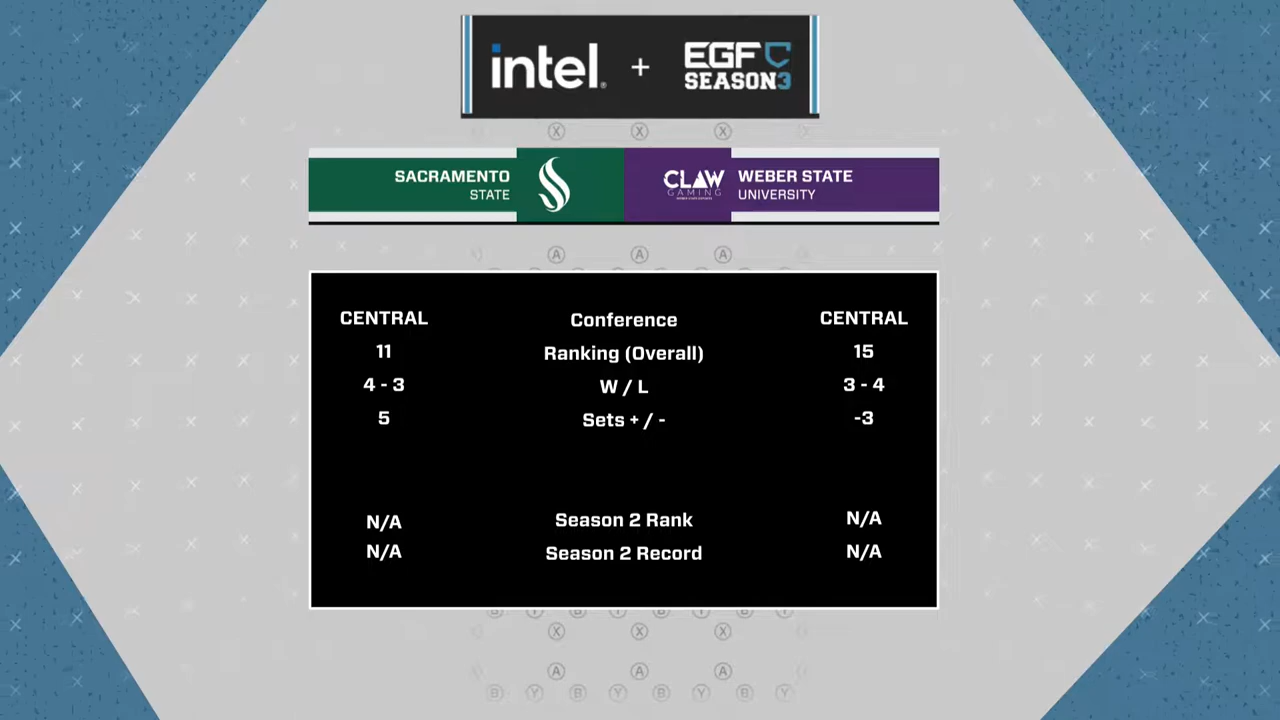 intel. + EGFC
SEASON3
SACRAMENTO
STATE
CLAW
GAMING
WEBER STATE
UNIVERSITY
CENTRAL Conference CENTRAL
11 Ranking (Overall) 15
4 - 3 W / L 3 - 4
5 Sets + / - -3
N/A Season 2 Rank N/A
N/A Season 2 Record N/A